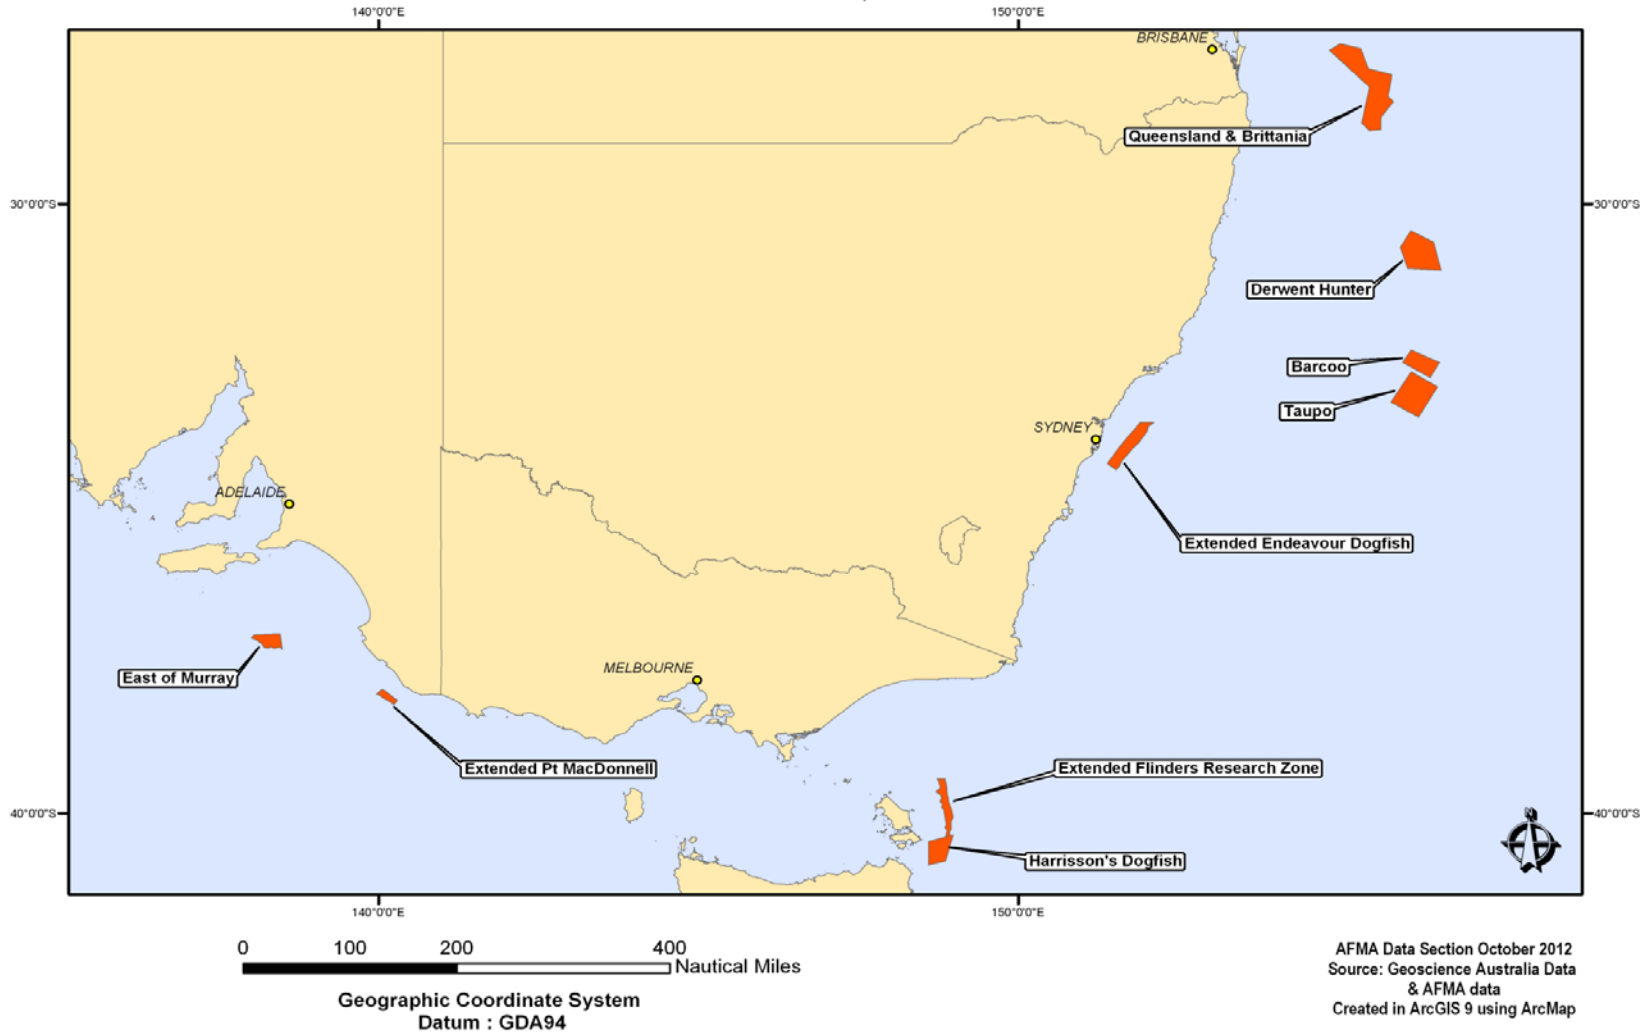 140°0'0"E
150°0'0"E
BRISBANE
Queensland & Brittania
30°0'0"S
30°0'0"S
Derwent Hunter
Barcoo
Taupo
SYDNEY
ADELAIDE
Extended Endeavour Dogfish
MELBOURNE
East of Murray
Extended Pt MacDonnell
Extended Flinders Research Zone
40°0'0"S
40°0'0"S
N
Harrisson's Dogfish
140°0'0"E
150°0'0"E
0 100 200 400
Nautical Miles
Geographic Coordinate System
Datum : GDA94
AFMA Data Section October 2012
Source: Geoscience Australia Data
& AFMA data
Created in ArcGIS 9 using ArcMap